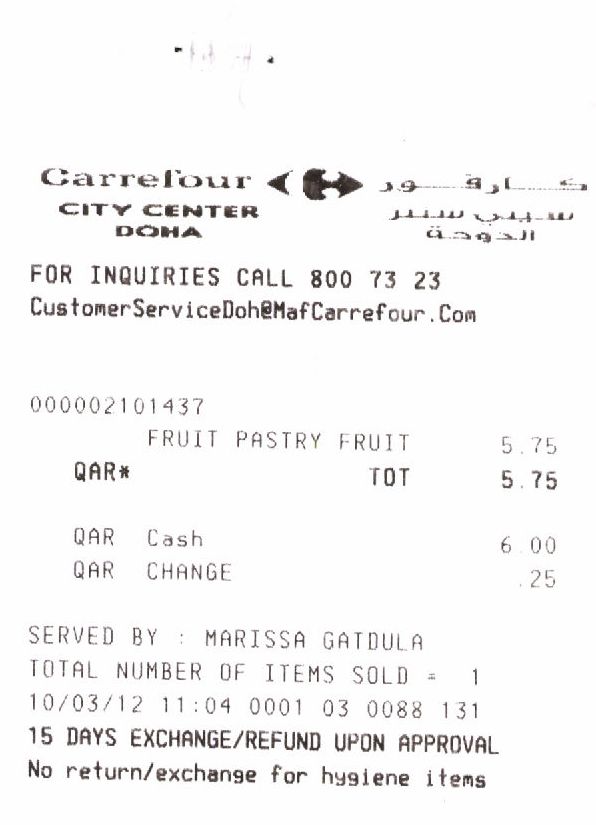 Carrefour كارفور
CITY CENTER سيتي سنتر
DOHA الدوحة
FOR INQUIRIES CALL 800 73 23
CustomerServiceDoh@MafCarrefour.Com
000002101437
FRUIT PASTRY FRUIT 5.75
QAR* TOT 5.75
QAR Cash 6.00
QAR CHANGE .25
SERVED BY : MARISSA GATDULA
TOTAL NUMBER OF ITEMS SOLD = 1
10/03/12 11:04 0001 03 0088 131
15 DAYS EXCHANGE/REFUND UPON APPROVAL
No return/exchange for hygiene items